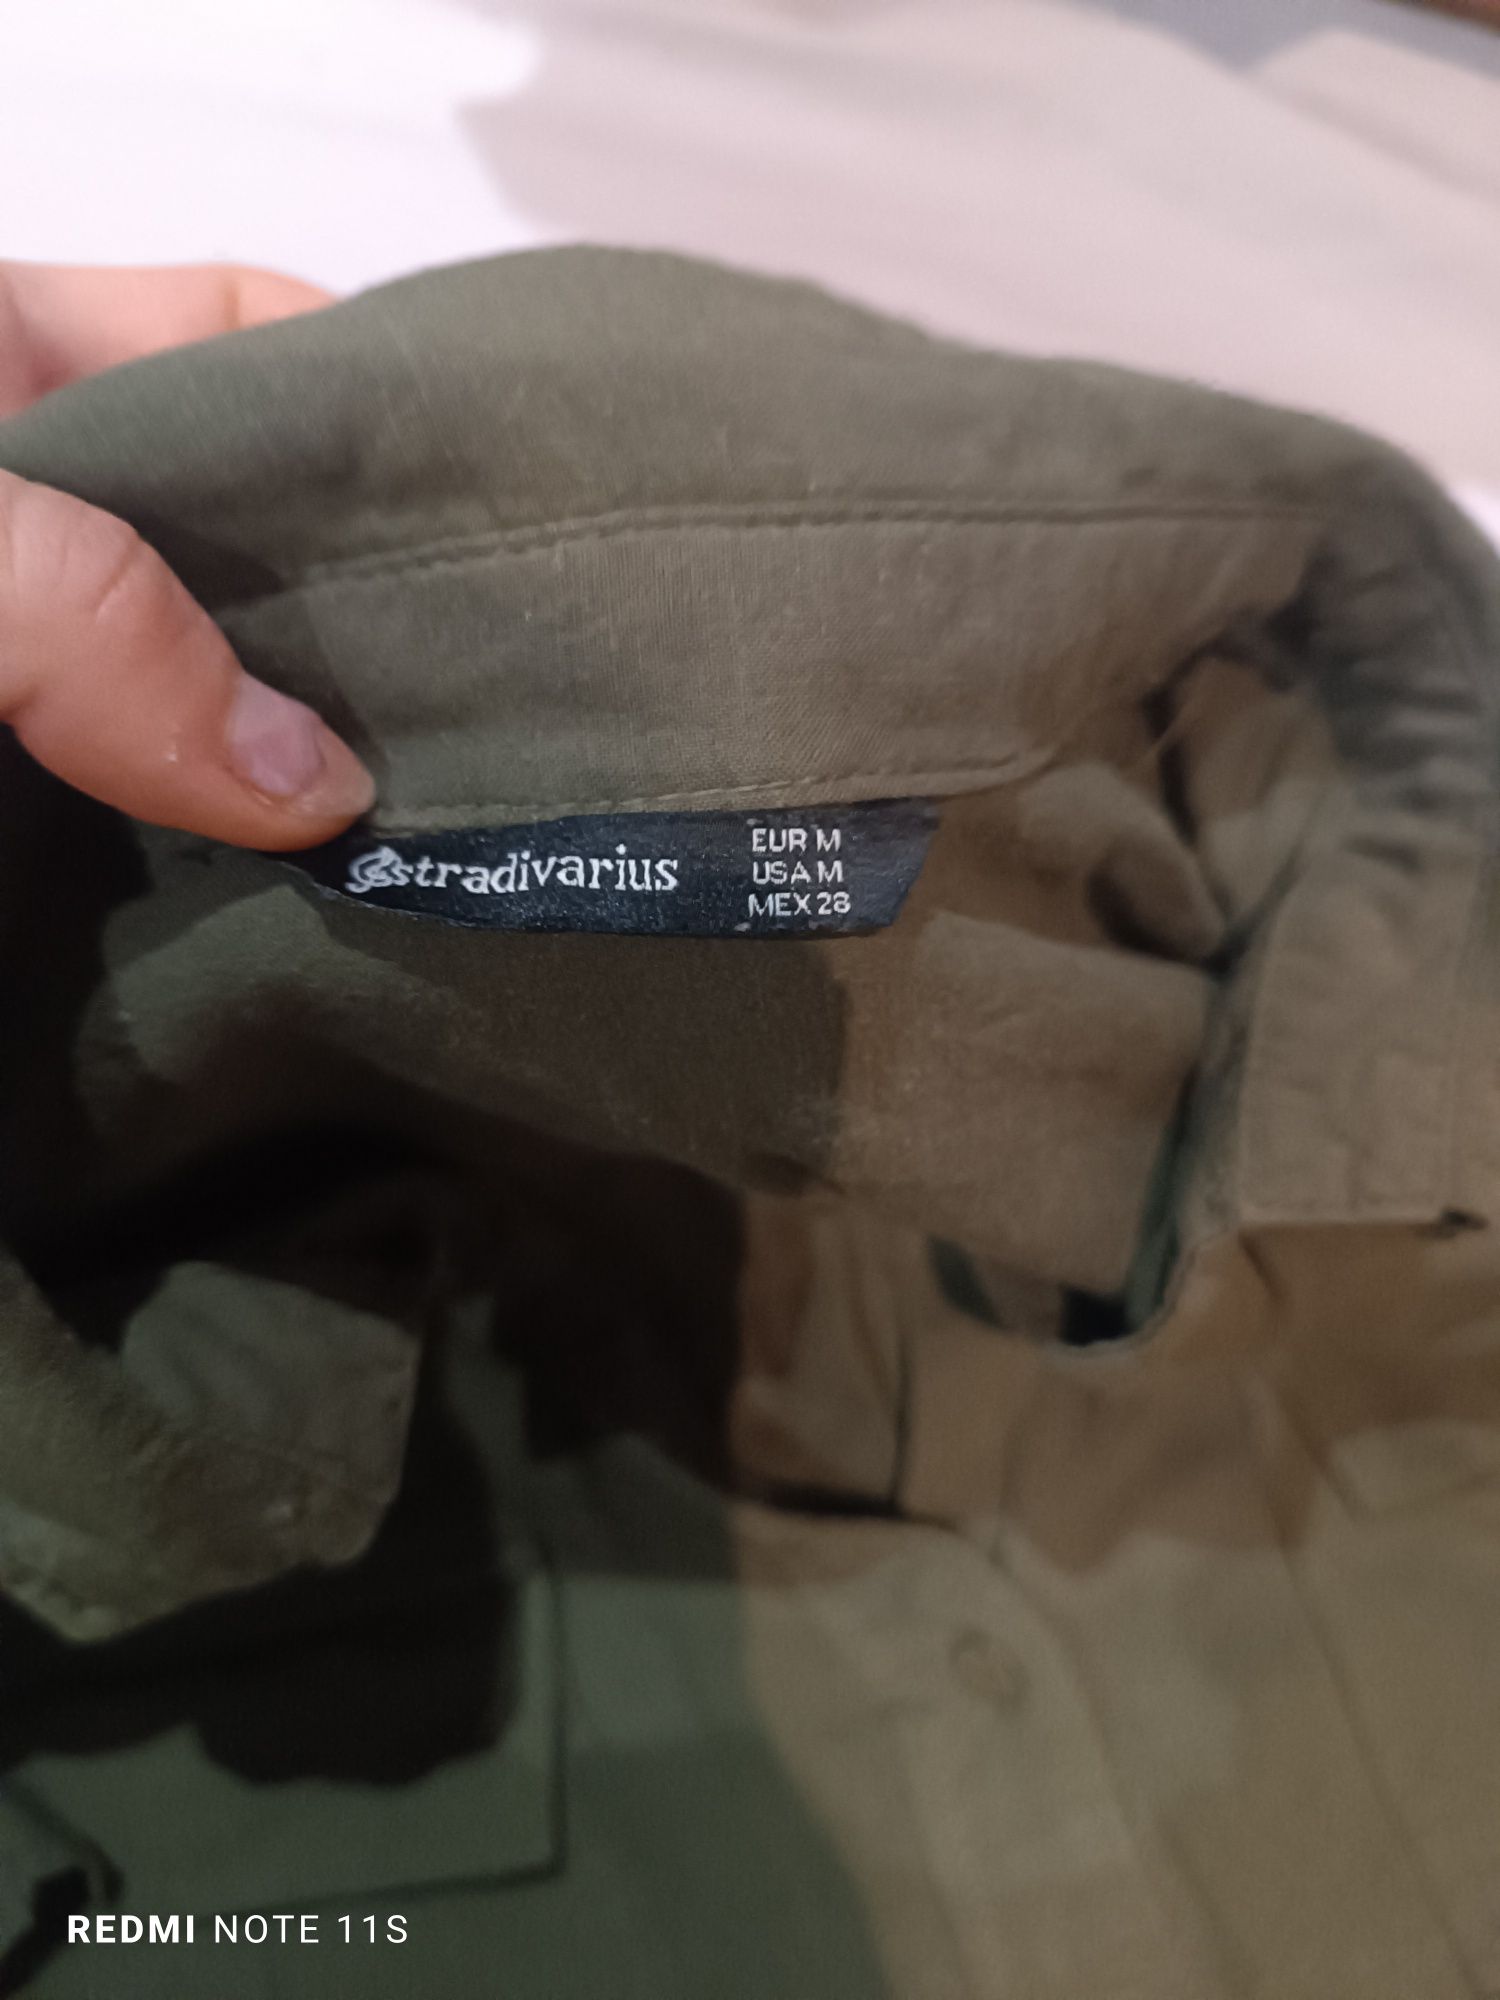 stradivarius
EUR M
USA M
MEX 28
REDMI NOTE 11S